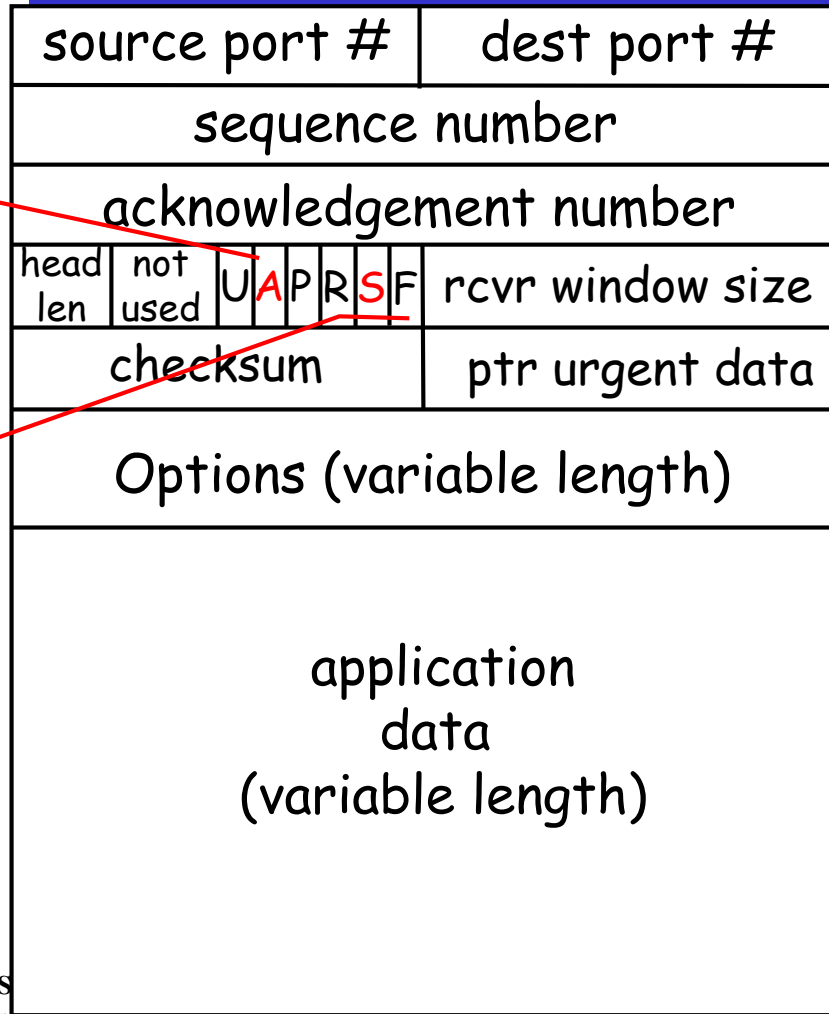 source port # dest port #
sequence number
acknowledgement number
head not U A P R S F rcvr window size
len used
checksum ptr urgent data
Options (variable length)
application
data
(variable length)
s